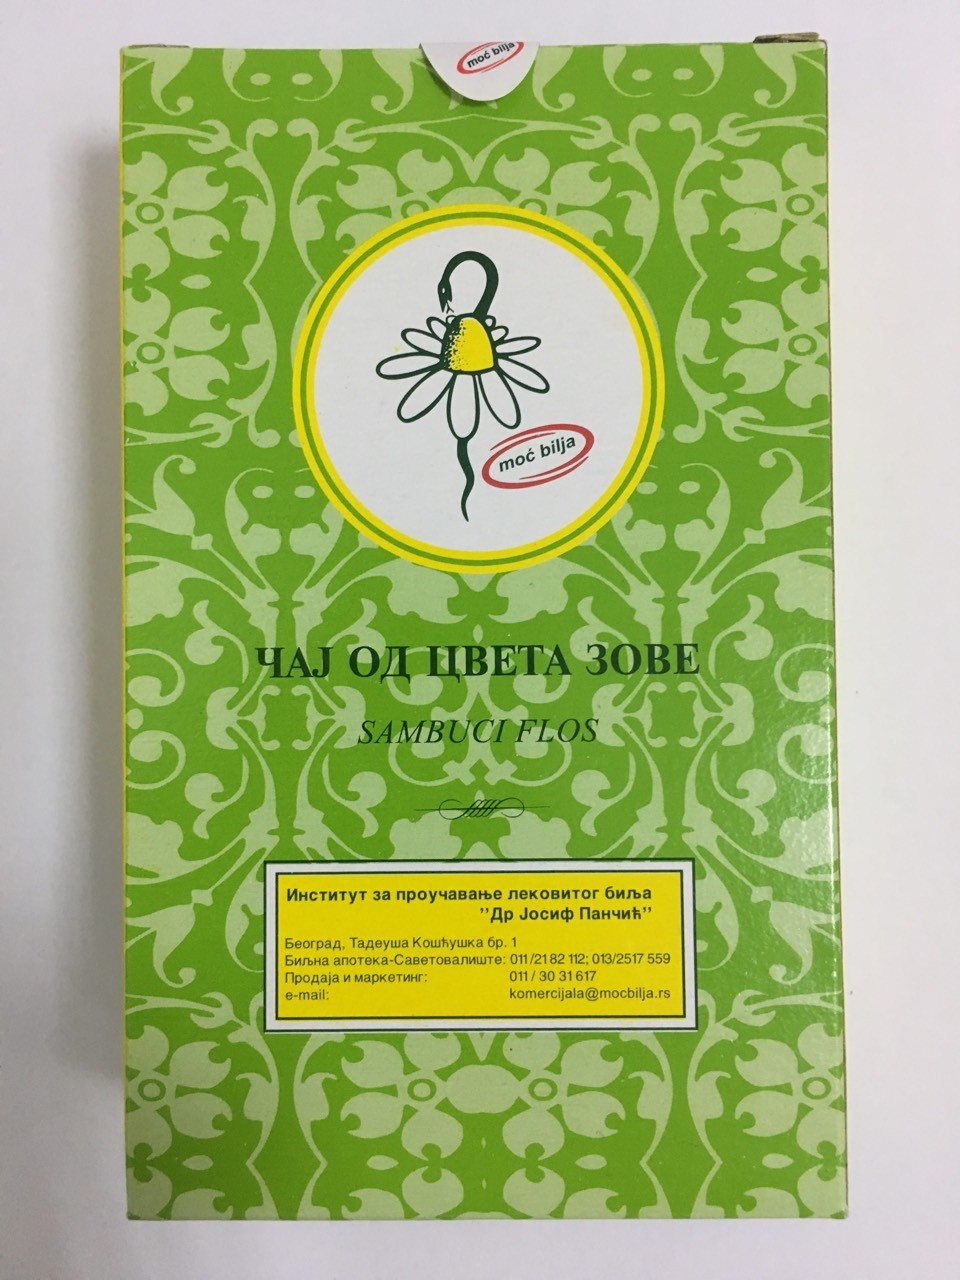 moć bilja
moć bilja
ЧАЈ ОД ЦВЕТА ЗОВЕ
SAMBUCI FLOS
Институт за проучавање лековитог биља
’’Др Јосиф Панчић’’
Београд, Тадеуша Кошћушка бр. 1
Биљна апотека-Саветовалиште: 011/21 82 112; 013/2517 559
Продаја и маркетинг: 011 / 30 31 617
e-mail: komercijala@mocbilja.rs